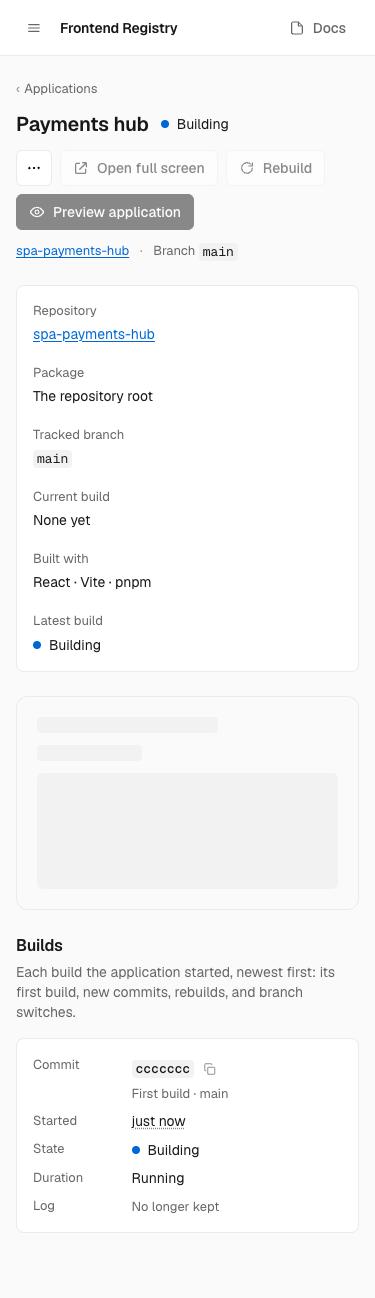 Frontend Registry
Docs
‹ Applications
Payments hub
Building
Open full screen
Rebuild
Preview application
spa-payments-hub · Branch main
Repository
spa-payments-hub
Package
The repository root
Tracked branch
main
Current build
None yet
Built with
React · Vite · pnpm
Latest build
Building
Builds
Each build the application started, newest first: its
first build, new commits, rebuilds, and branch
switches.
Commit
ccccccc
First build · main
Started
just now
State
Building
Duration
Running
Log
No longer kept